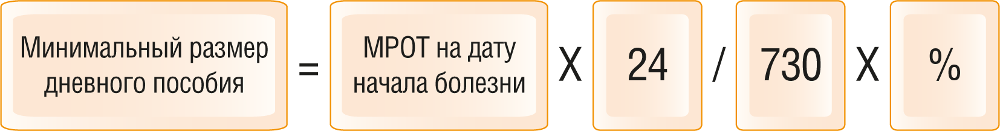 Минимальный размер
дневного пособия
=
МРОТ на дату
начала болезни
X
24
/
730
X
%